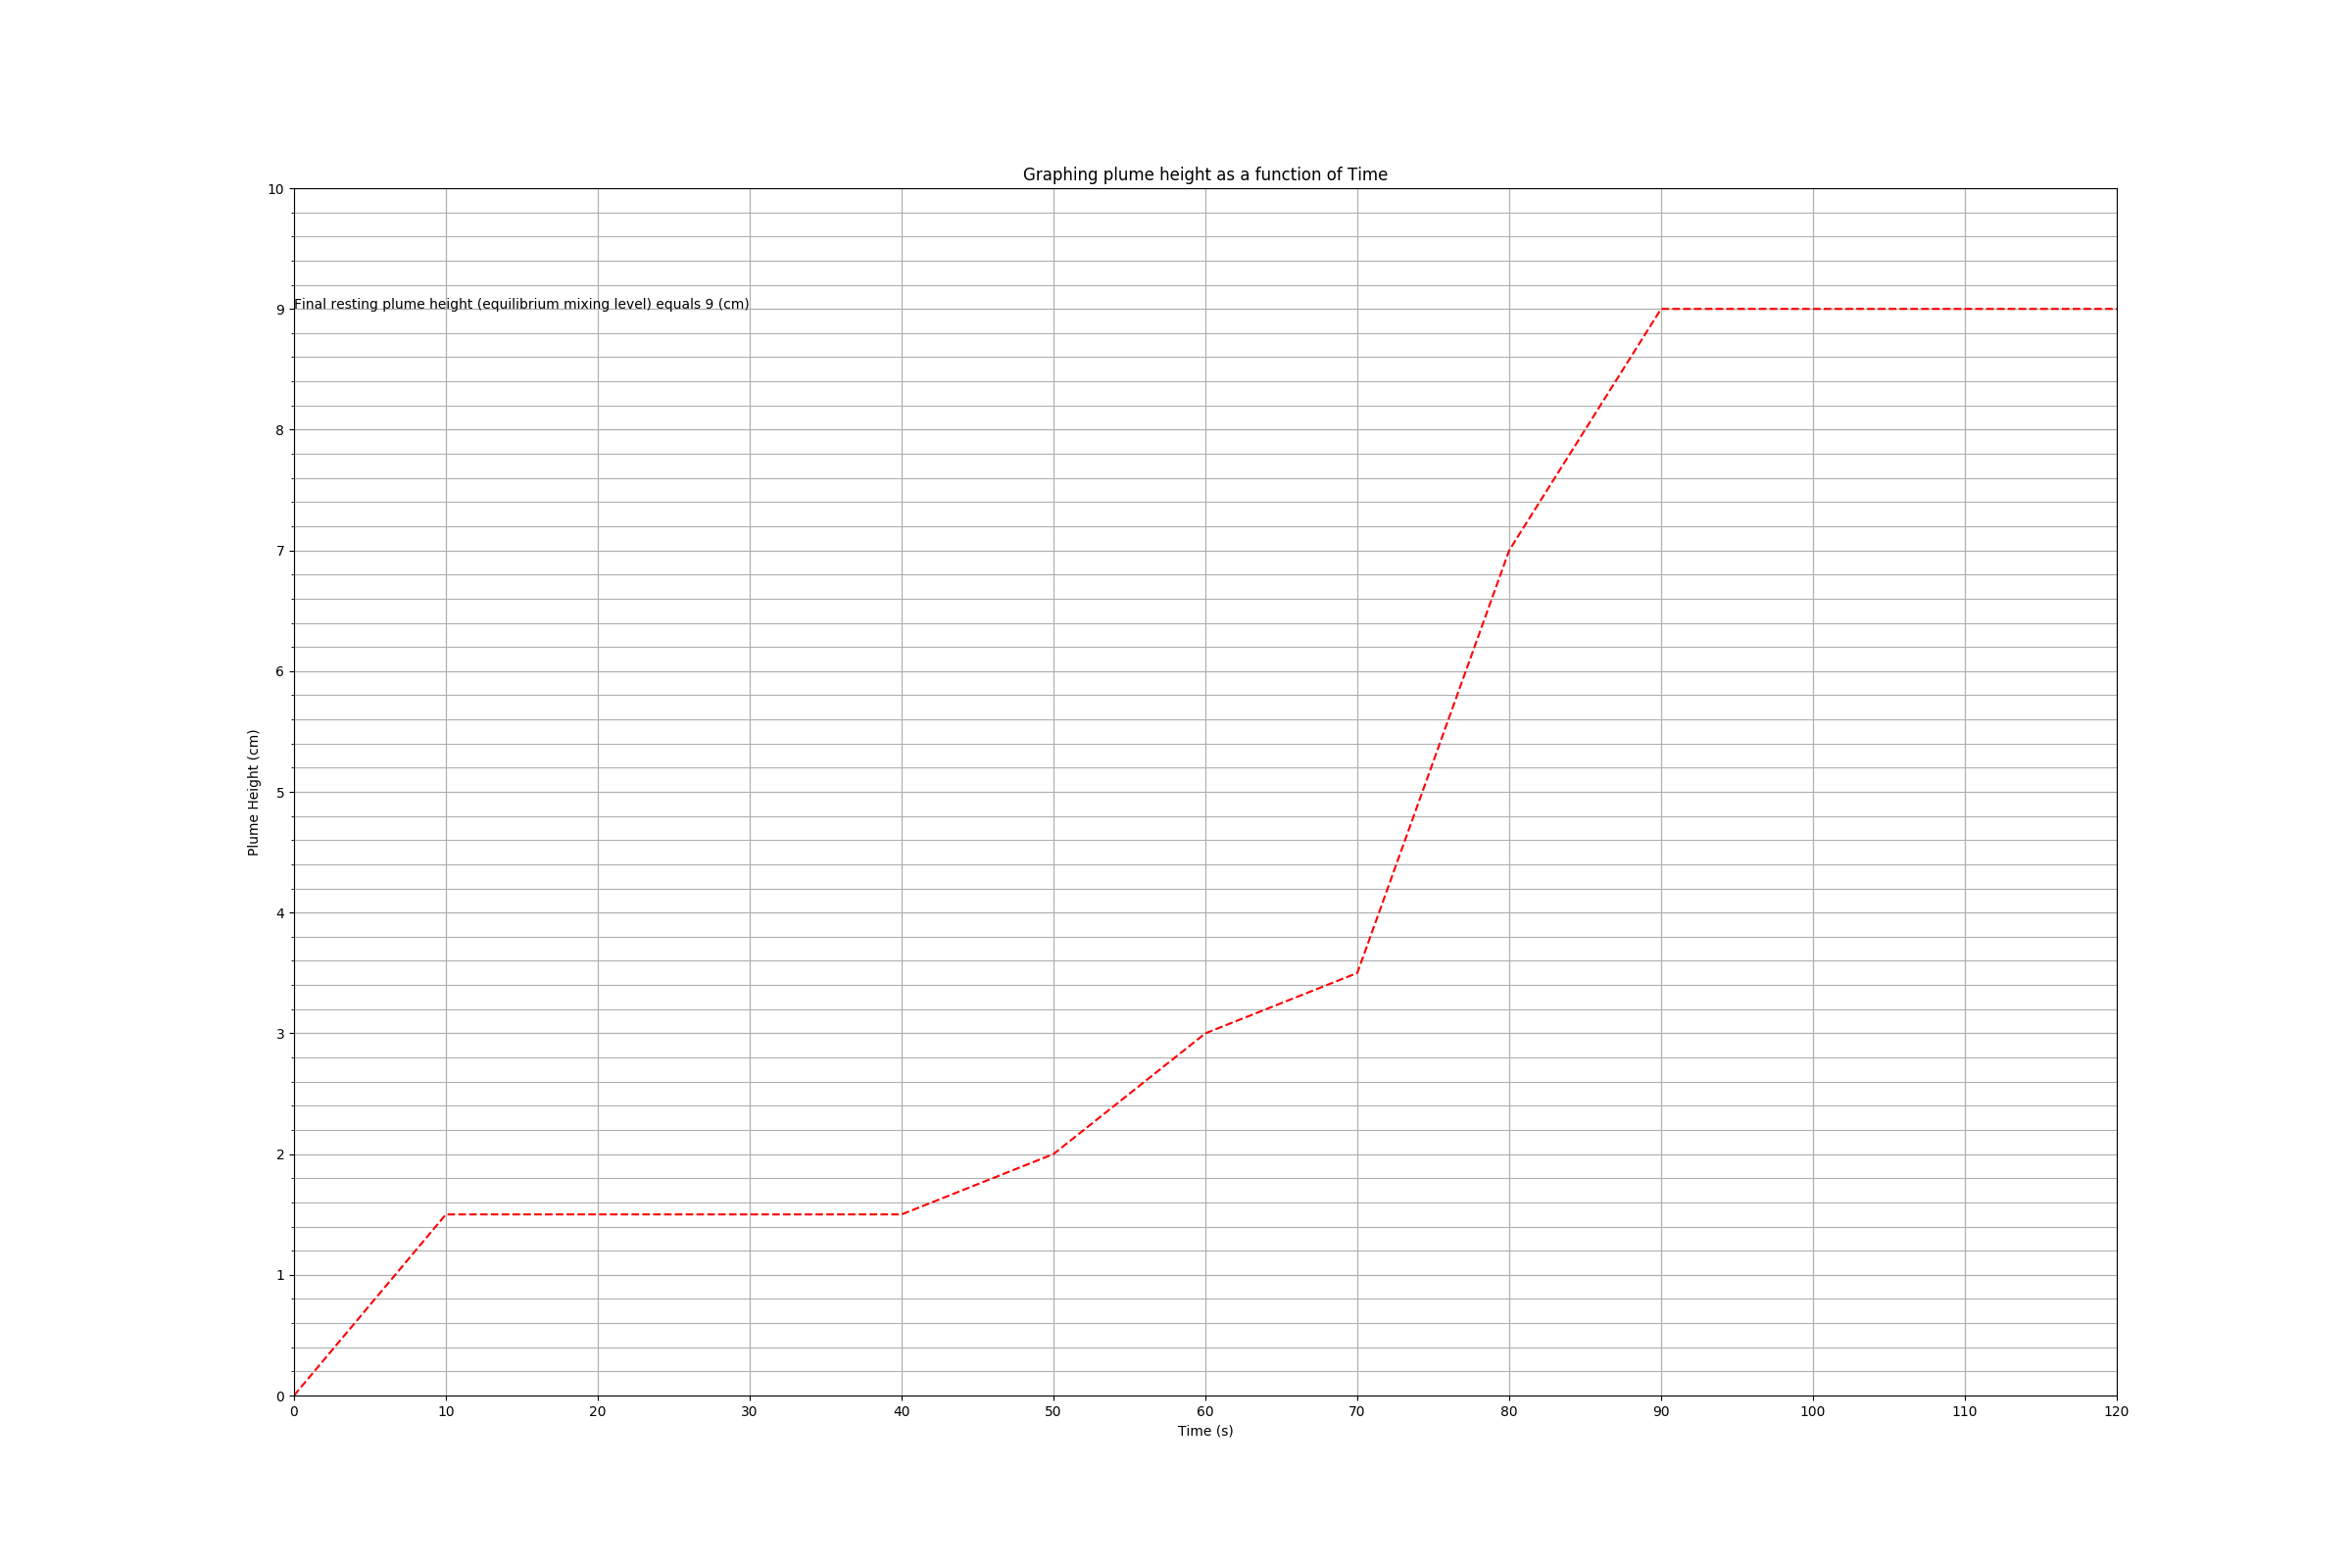 Graphing plume height as a function of Time
10
9
8
7
6
5
4
3
2
1
0
Final resting plume height (equilibrium mixing level) equals 9 (cm)
Plume Height (cm)
0 10 20 30 40 50 60 70 80 90 100 110 120
Time (s)